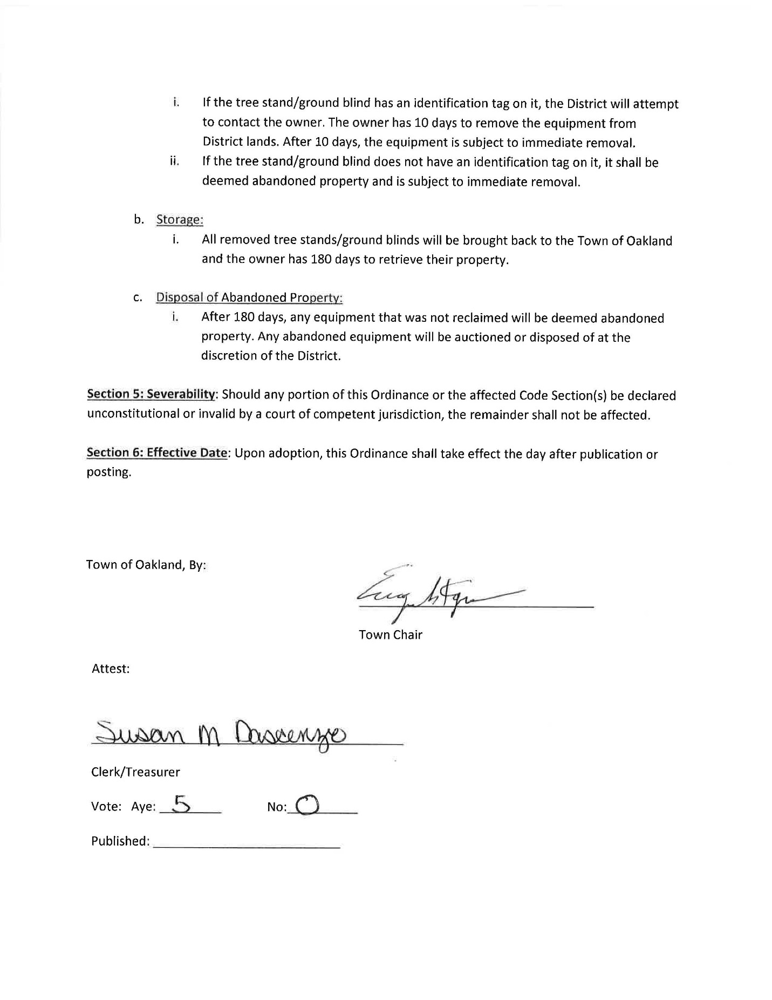 i. If the tree stand/ground blind has an identification tag on it, the District will attempt
to contact the owner. The owner has 10 days to remove the equipment from
District lands. After 10 days, the equipment is subject to immediate removal.
ii. If the tree stand/ground blind does not have an identification tag on it, it shall be
deemed abandoned property and is subject to immediate removal.
b. Storage:
i. All removed tree stands/ground blinds will be brought back to the Town of Oakland
and the owner has 180 days to retrieve their property.
c. Disposal of Abandoned Property:
i. After 180 days, any equipment that was not reclaimed will be deemed abandoned
property. Any abandoned equipment will be auctioned or disposed of at the
discretion of the District.
Section 5: Severability: Should any portion of this Ordinance or the affected Code Section(s) be declared
unconstitutional or invalid by a court of competent jurisdiction, the remainder shall not be affected.
Section 6: Effective Date: Upon adoption, this Ordinance shall take effect the day after publication or
posting.
Town of Oakland, By:
Town Chair
Attest:
Susan M Dascenzo
Clerk/Treasurer
Vote: Aye: 5 No: 0
Published: